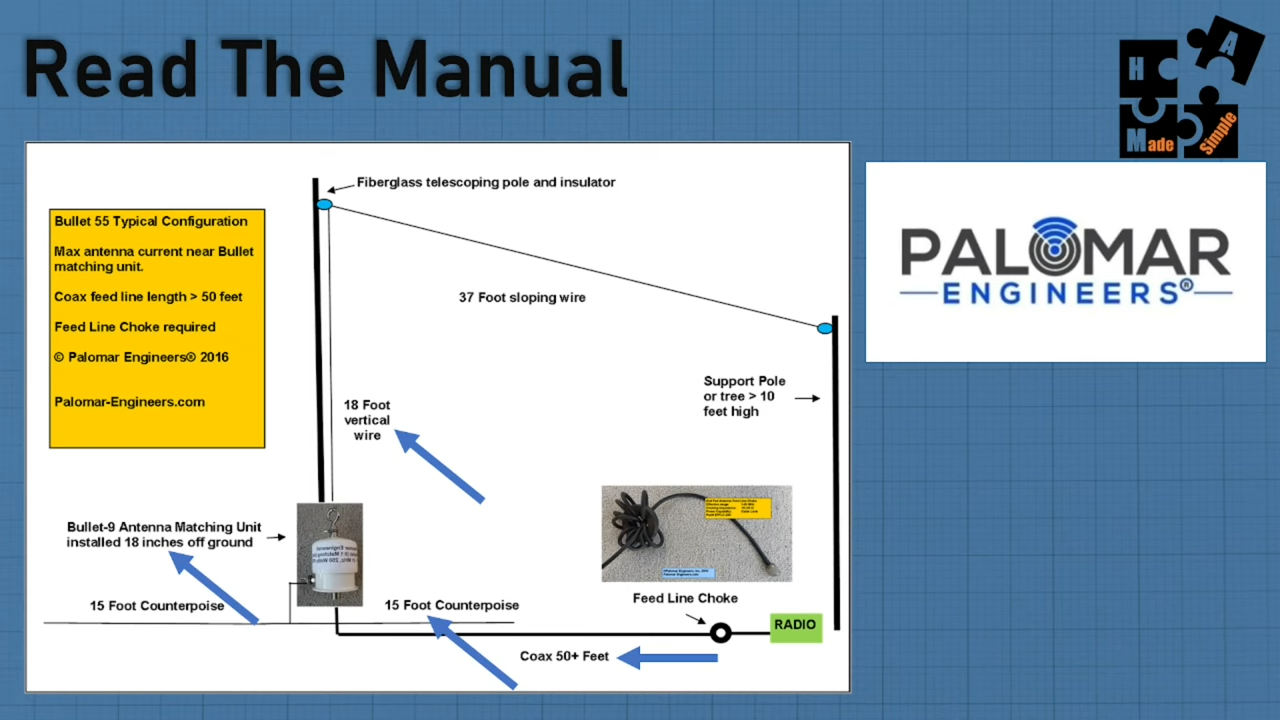 Read The Manual
H
A
Made
Simple
Fiberglass telescoping pole and insulator
Bullet 55 Typical Configuration
Max antenna current near Bullet
matching unit.
Coax feed line length > 50 feet
Feed Line Choke required
© Palomar Engineers® 2016
Palomar-Engineers.com
37 Foot sloping wire
PALOMAR
ENGINEERS®
Support Pole
or tree > 10
feet high
18 Foot
vertical
wire
Bullet-9 Antenna Matching Unit
installed 18 inches off ground
15 Foot Counterpoise
15 Foot Counterpoise
Feed Line Choke
RADIO
Coax 50+ Feet